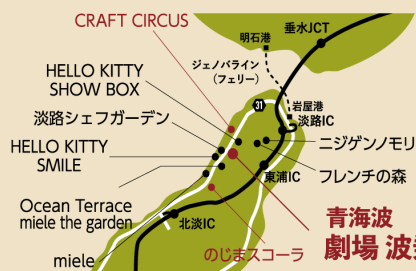 CRAFT CIRCUS
垂水JCT
明石港
ジェノバライン
（フェリー）
HELLO KITTY
SHOW BOX
31
岩屋港
淡路IC
淡路シェフガーデン
ニジゲンノモリ
HELLO KITTY
SMILE
東浦IC
フレンチの森
Ocean Terrace
miele the garden
青海波
北淡IC
劇場 波
のじまスコーラ
miele